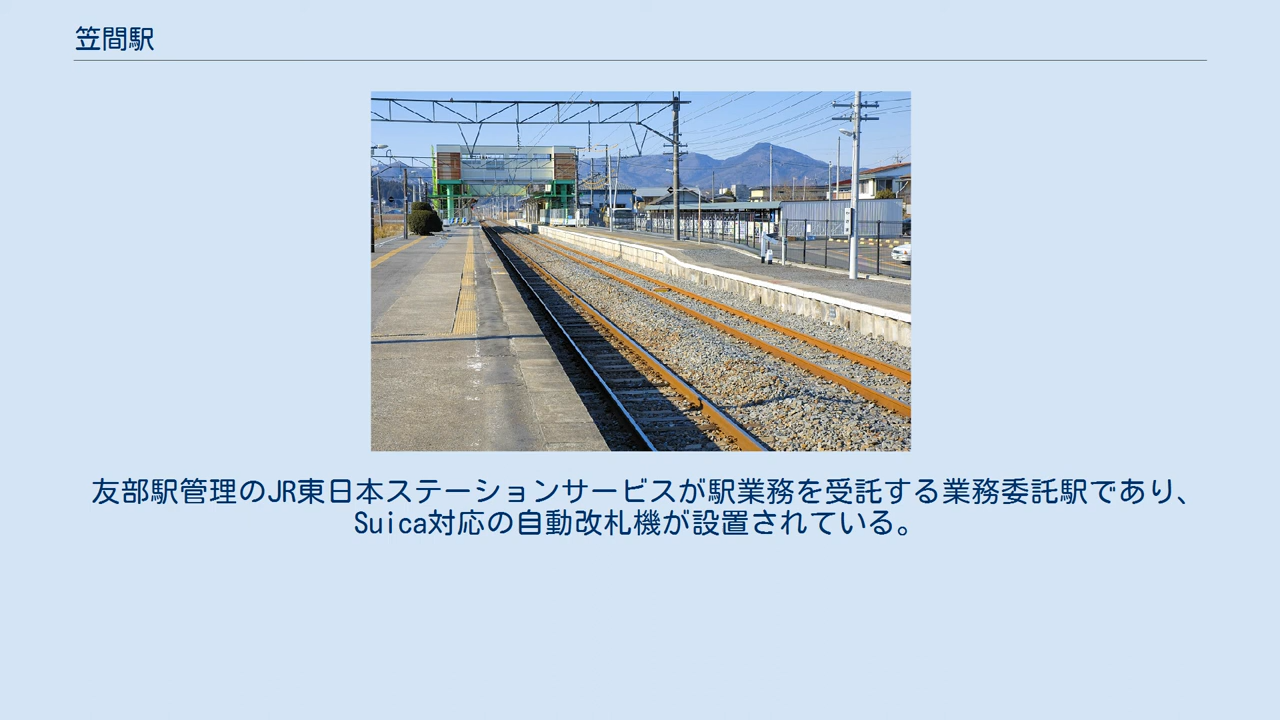 笠間駅
友部駅管理のJR東日本ステーションサービスが駅業務を受託する業務委託駅であり、
Suica対応の自動改札機が設置されている。